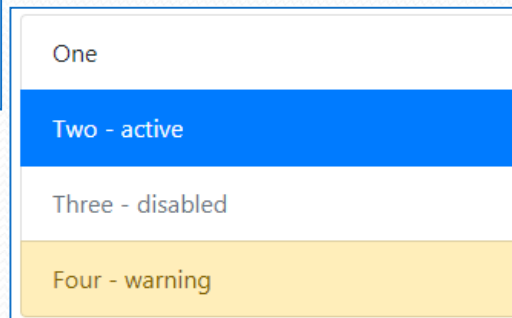 One
Two - active
Three - disabled
Four - warning